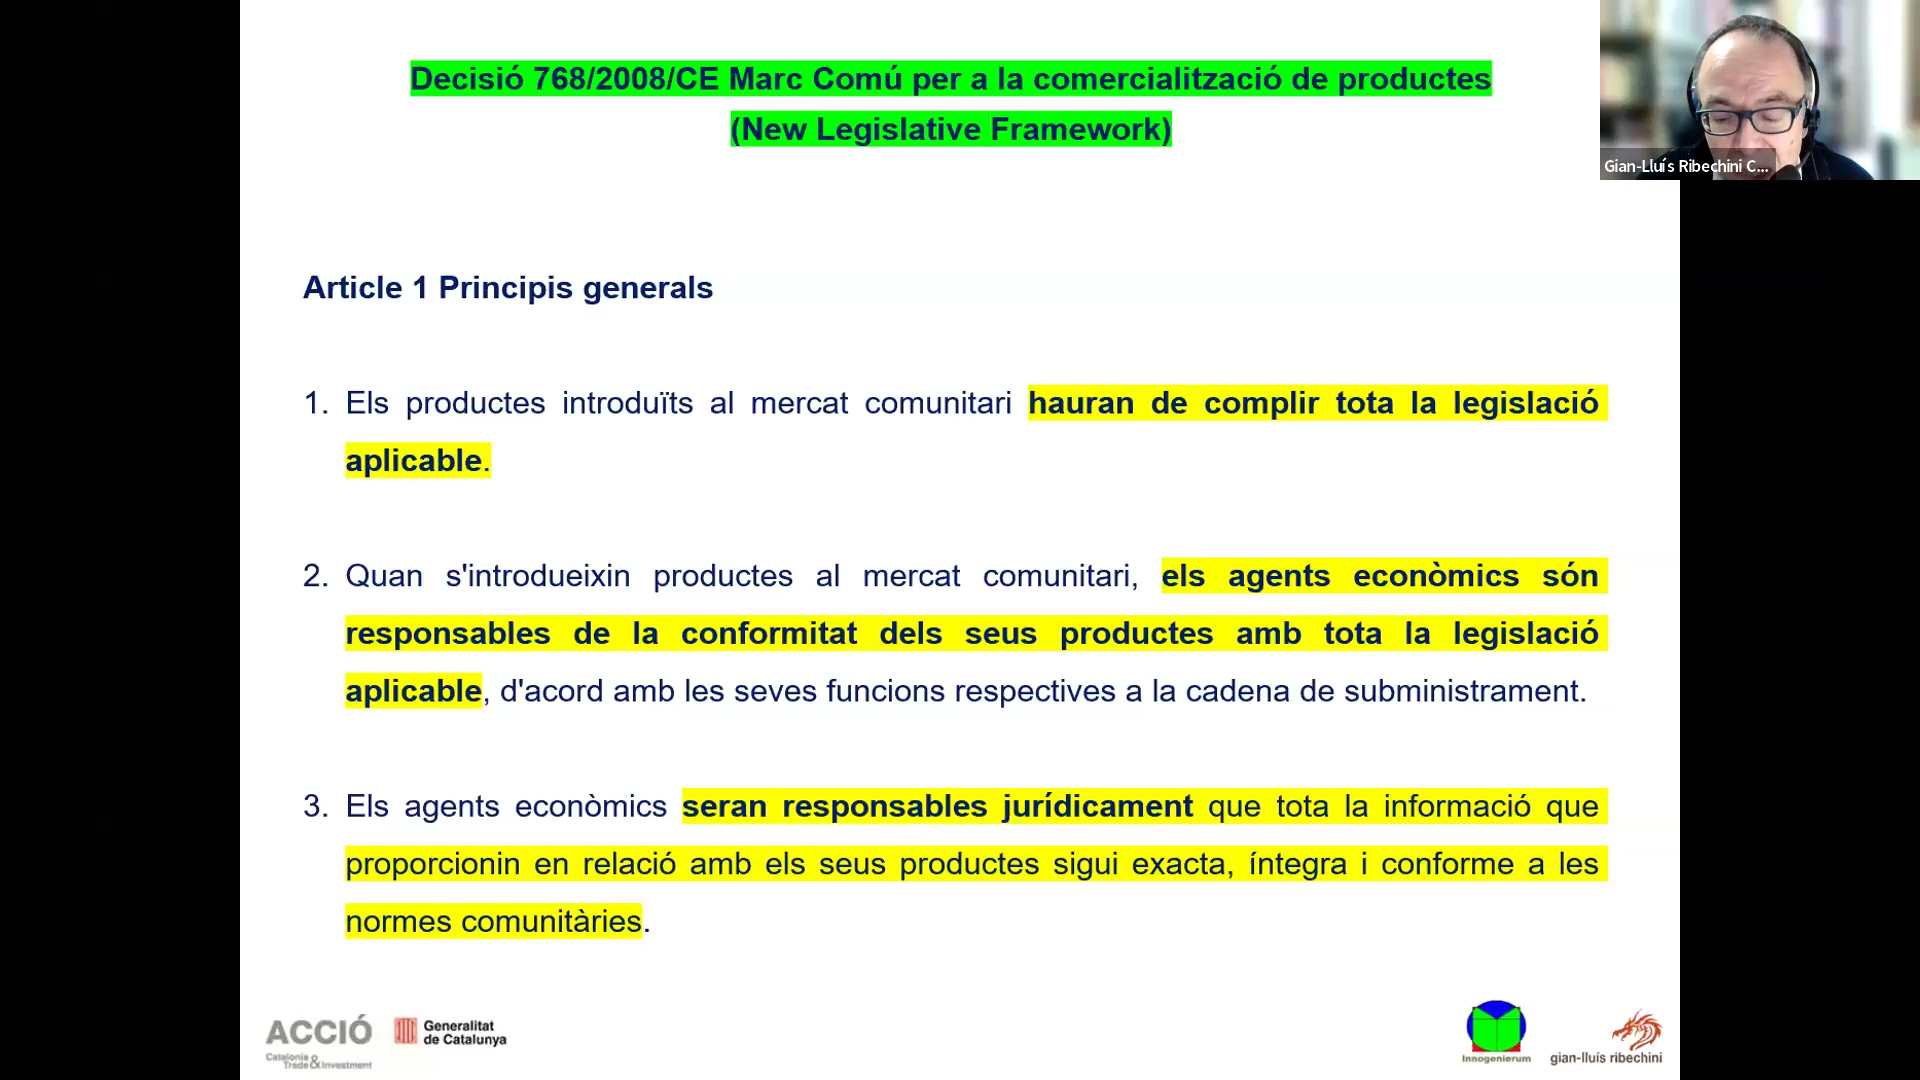 Decisió 768/2008/CE Marc Comú per a la comercialització de productes
(New Legislative Framework)
Gian-Lluís Ribechini C...
Article 1 Principis generals
1. Els productes introduïts al mercat comunitari hauran de complir tota la legislació
aplicable.
2. Quan s'introdueixin productes al mercat comunitari, els agents econòmics són
responsables de la conformitat dels seus productes amb tota la legislació
aplicable, d'acord amb les seves funcions respectives a la cadena de subministrament.
3. Els agents econòmics seran responsables jurídicament que tota la informació que
proporcionin en relació amb els seus productes sigui exacta, íntegra i conforme a les
normes comunitàries.
ACCIÓ
Catalonia
Trade & Investment
Generalitat
de Catalunya
Innogenierum
gian-lluís ribechini